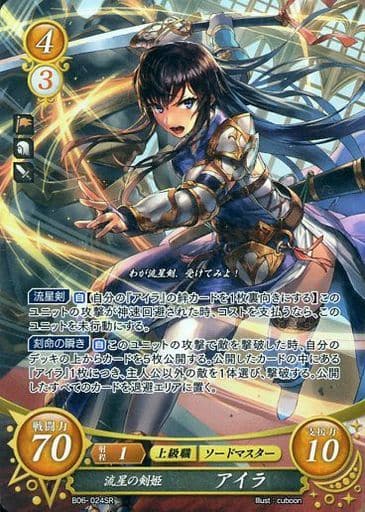 4
3
わが流星剣、受けてみよ！
流星剣 自【自分の『アイラ』の絆カードを1枚裏向きにする】この
ユニットの攻撃が神速回避された時、コストを支払うなら、この
ユニットを未行動にする。
刻命の瞬き 自 このユニットの攻撃で敵を撃破した時、自分の
デッキの上からカードを5枚公開する。公開したカードの中にある
『アイラ』1枚につき、主人公以外の敵を1体選び、撃破する。公開
したすべてのカードを退避エリアに置く。
戦闘力
70
射程
1
上級職
ソードマスター
支援力
10
流星の剣姫
アイラ
B06-024SR
Illust：cuboon